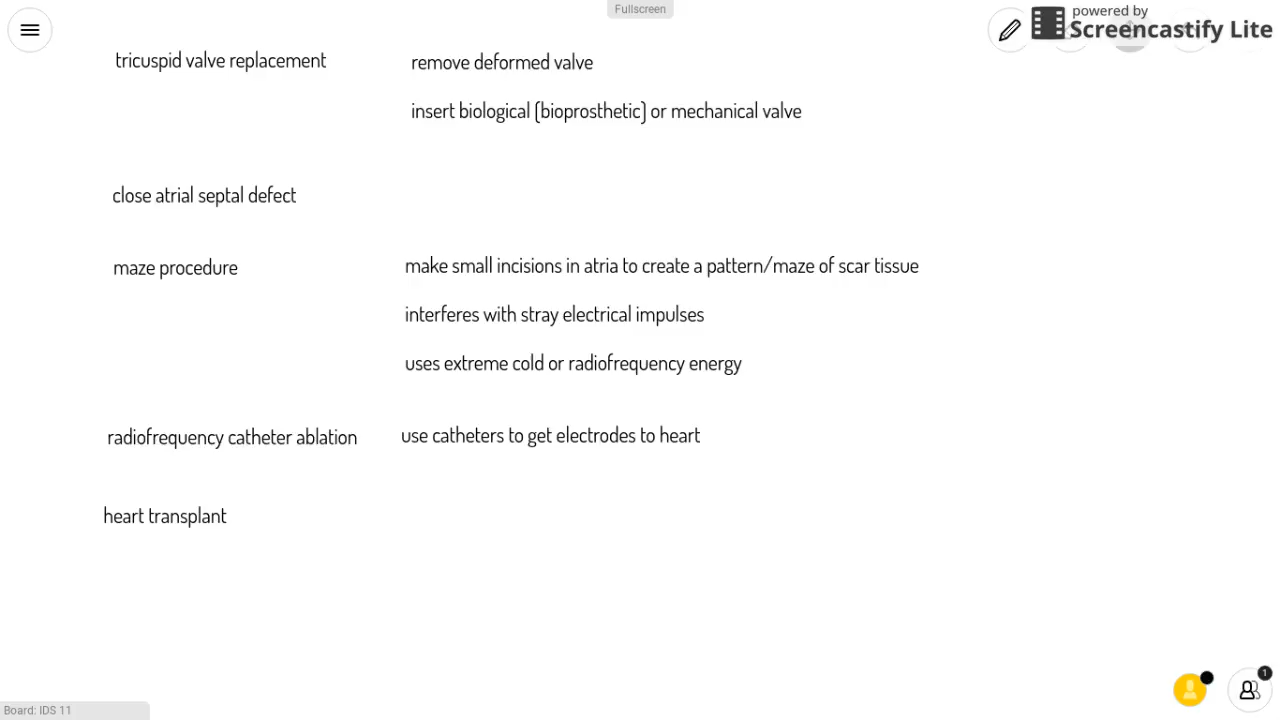 Fullscreen
powered by
Screencastify Lite
tricuspid valve replacement
remove deformed valve
insert biological (bioprosthetic) or mechanical valve
close atrial septal defect
maze procedure
make small incisions in atria to create a pattern/maze of scar tissue
interferes with stray electrical impulses
uses extreme cold or radiofrequency energy
radiofrequency catheter ablation
use catheters to get electrodes to heart
heart transplant
1
Board: IDS 11